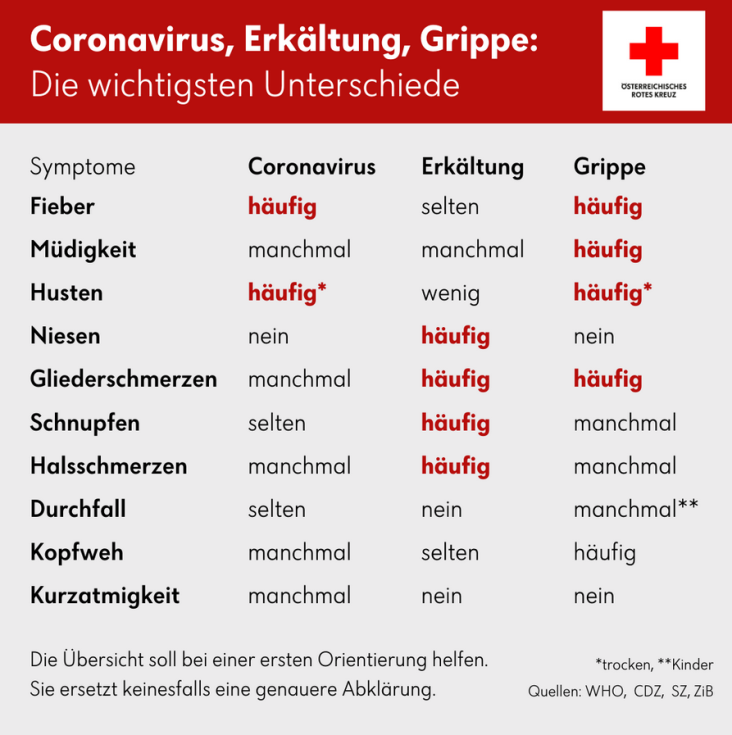 Coronavirus, Erkältung, Grippe:
Die wichtigsten Unterschiede
ÖSTERREICHISCHES
ROTES KREUZ
Symptome Coronavirus Erkältung Grippe
Fieber häufig selten häufig
Müdigkeit manchmal manchmal häufig
Husten häufig* wenig häufig*
Niesen nein häufig nein
Gliederschmerzen manchmal häufig häufig
Schnupfen selten häufig manchmal
Halsschmerzen manchmal häufig manchmal
Durchfall selten nein manchmal**
Kopfweh manchmal selten häufig
Kurzatmigkeit manchmal nein nein
Die Übersicht soll bei einer ersten Orientierung helfen.
Sie ersetzt keinesfalls eine genauere Abklärung.
*trocken, **Kinder
Quellen: WHO, CDZ, SZ, ZiB